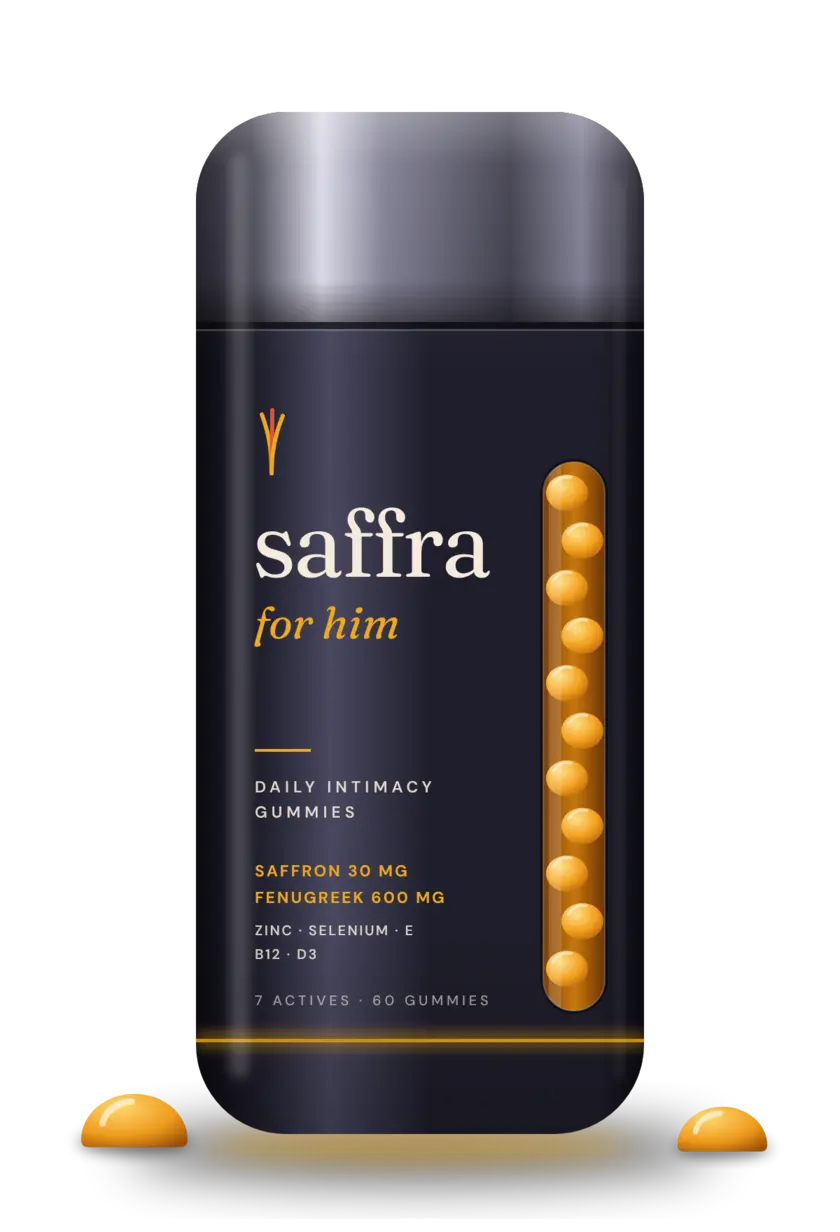 saffra
for him
DAILY INTIMACY
GUMMIES
SAFFRON 30 MG
FENUGREEK 600 MG
ZINC · SELENIUM · E
B12 · D3
7 ACTIVES · 60 GUMMIES